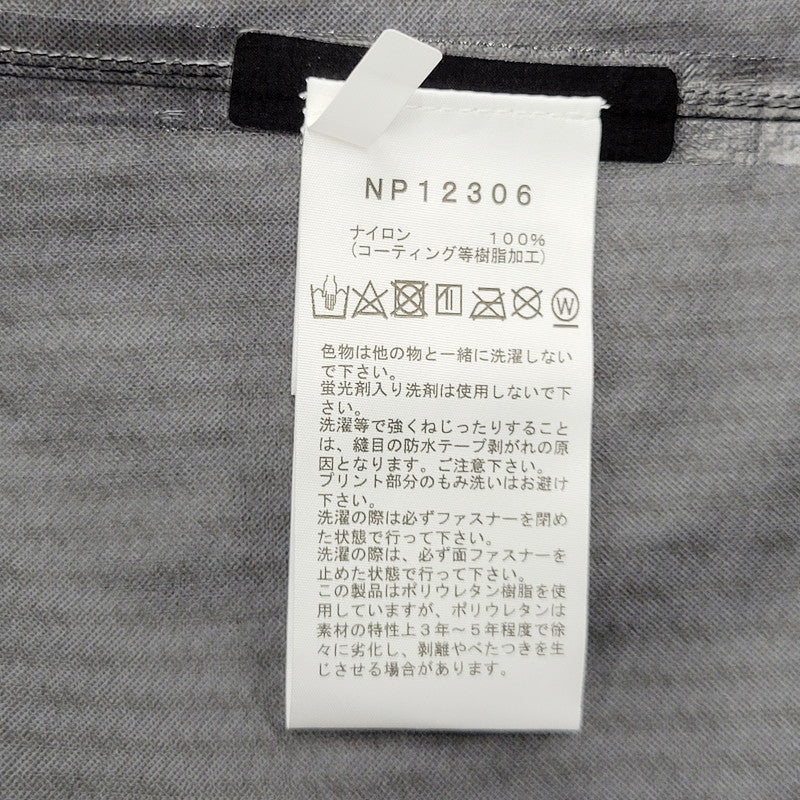 NP12306
ナイロン 100%
(コーティング等樹脂加工)
W
色物は他の物と一緒に洗濯しない
で下さい。
蛍光剤入り洗剤は使用しないで下
さい。
洗濯等で強くねじったりすること
は、縫目の防水テープ剥がれの原
因となります。ご注意下さい。
プリント部分のもみ洗いはお避け
下さい。
洗濯の際は必ずファスナーを閉め
た状態で行って下さい。
洗濯の際は、必ず面ファスナーを
止めた状態で行って下さい。
この製品はポリウレタン樹脂を使
用していますが、ポリウレタンは
素材の特性上3年～5年程度で徐
々に劣化し、剥離やべたつきを生
じさせる場合があります。